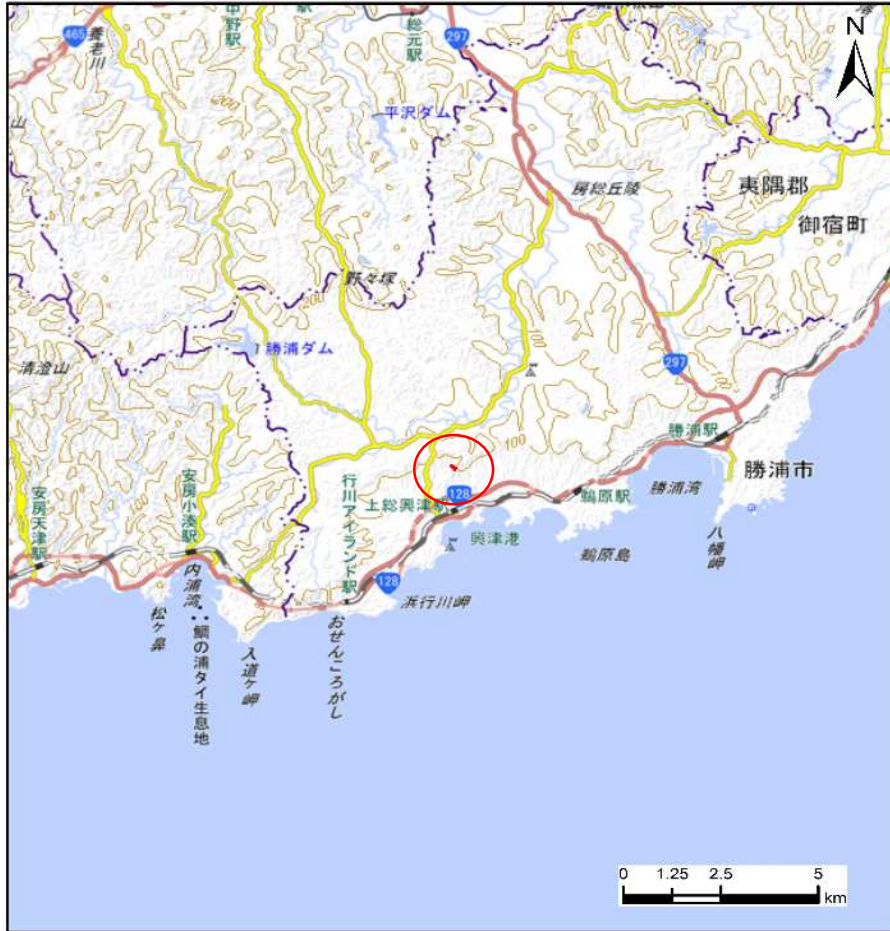 465
養老川
中野駅
駅
総元駅
297
N
山
200
平沢ダム
房総丘陵
夷隅郡
御宿町
野々塚
200
勝浦ダム
清澄山
297
100
勝浦駅
勝浦市
安房天津駅
安房小湊駅
行川アイランド駅
上総興津駅
128
鵜原駅
勝浦湾
興津港
鵜原島
八幡岬
内浦湾
128
浜行川岬
松ヶ鼻
鯛の浦タイ生息地
入道ヶ岬
おせんころがし
0 1.25 2.5 5
km